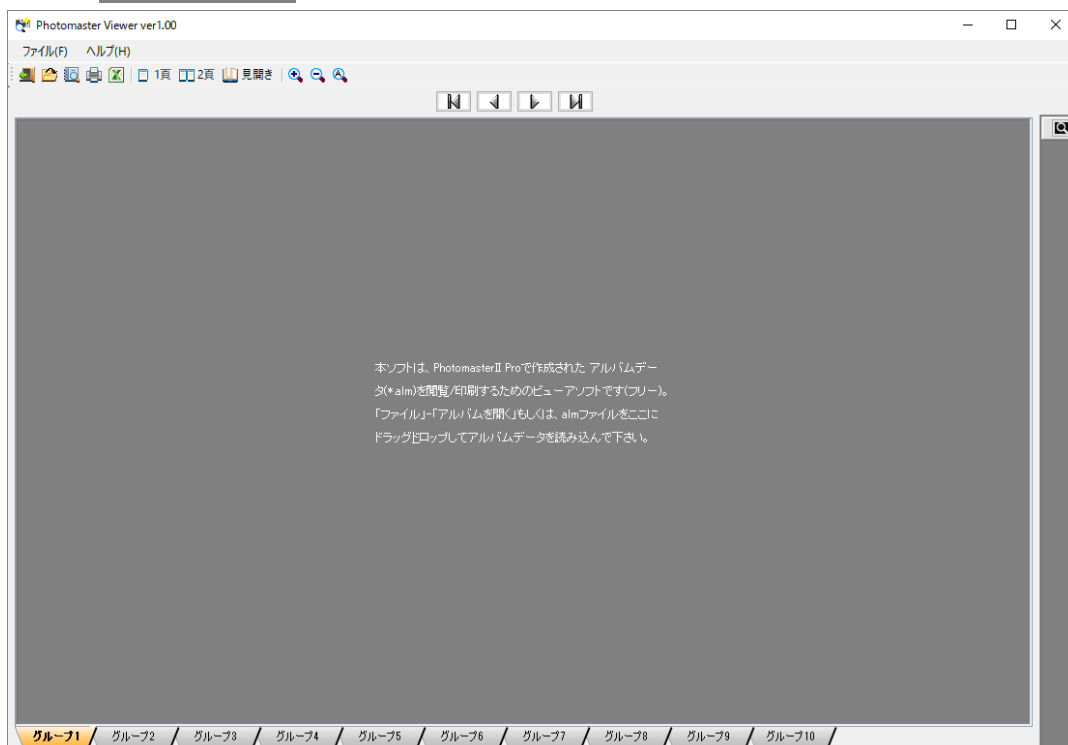 Photomaster Viewer ver1.00
ファイル(F) ヘルプ(H)
1頁 2頁 見開き
本ソフトは、PhotomasterⅡ Proで作成された アルバムデー
タ(*.alm)を閲覧/印刷するためのビューアソフトです(フリー)。
「ファイル」-「アルバムを開く」もしくは、almファイルをここに
ドラッグドロップしてアルバムデータを読み込んで下さい。
グループ1 グループ2 グループ3 グループ4 グループ5 グループ6 グループ7 グループ8 グループ9 グループ10